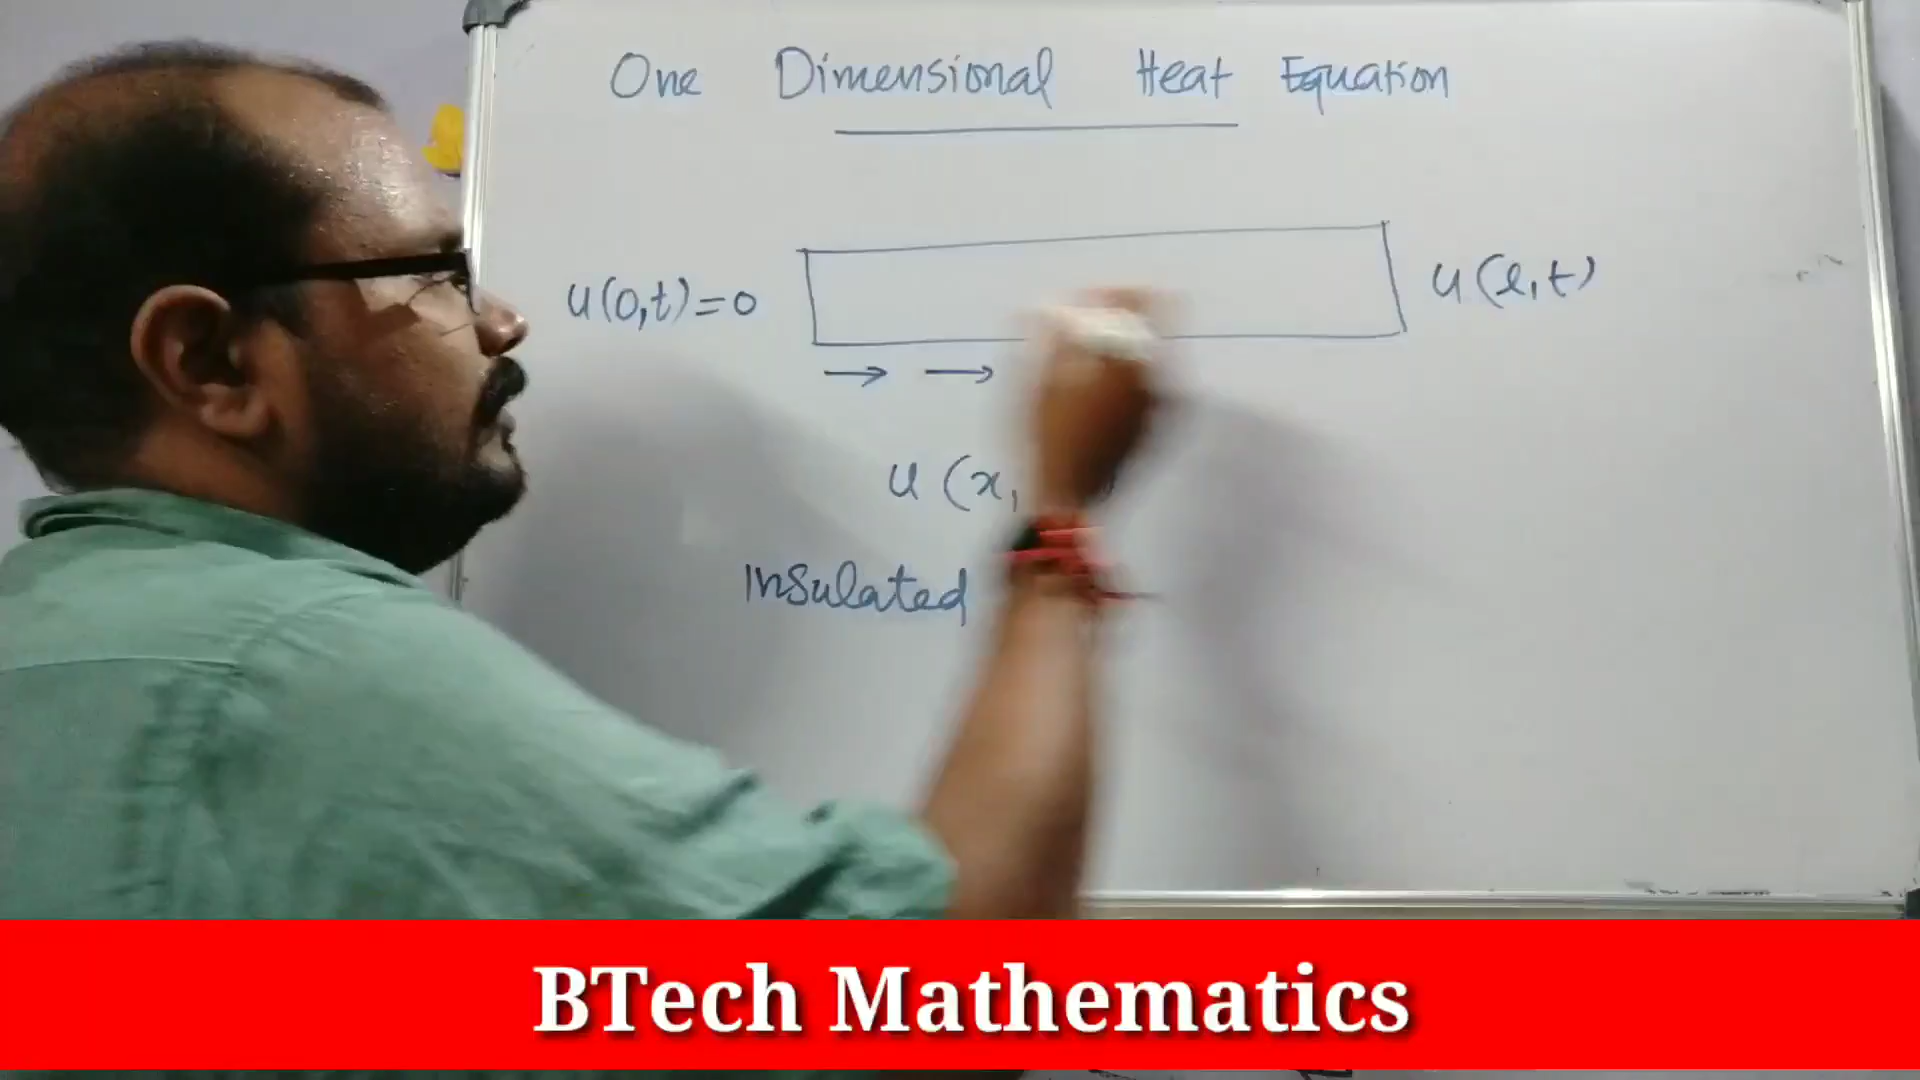 One Dimensional Heat Equation
u(0,t)=0
u(l,t)
u(x,
Insulated
BTech Mathematics